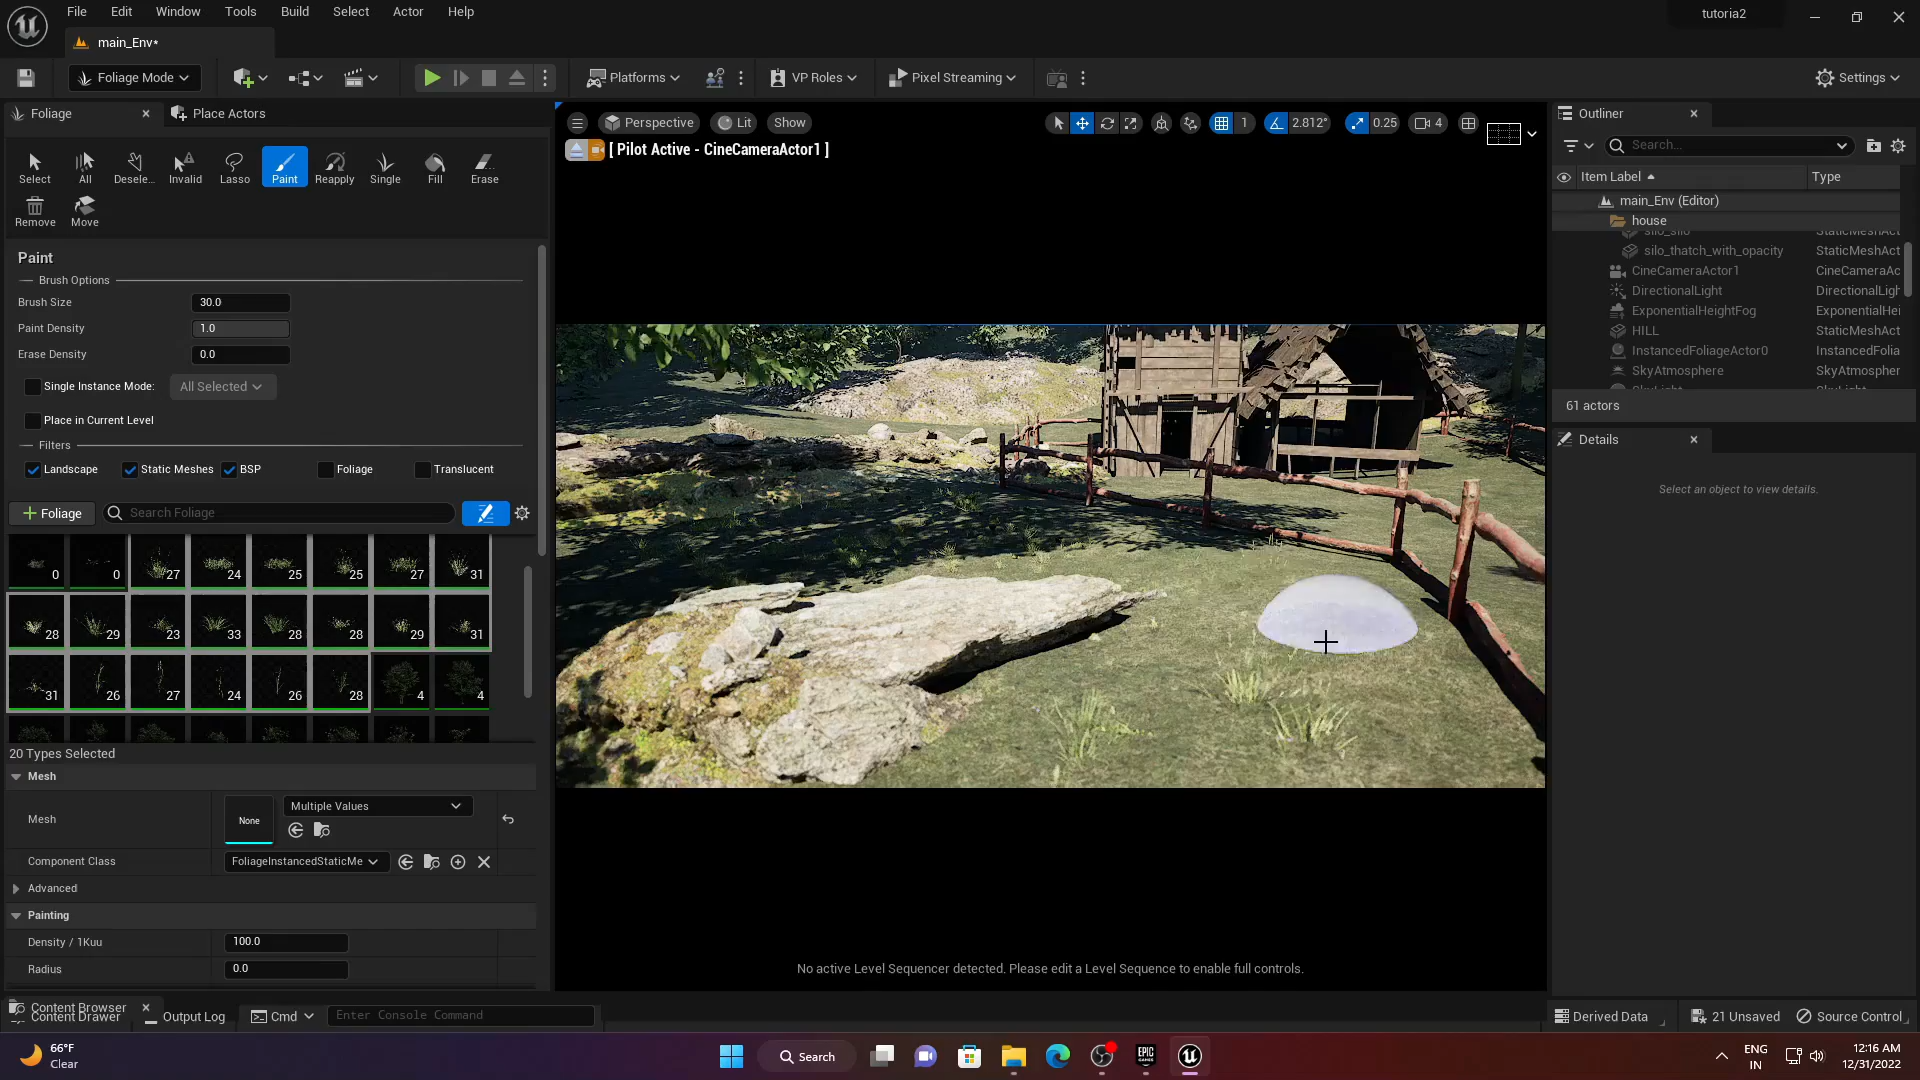 File Edit Window Tools Build Select Actor Help
tutoria2
main_Env*
Foliage Mode
Platforms
VP Roles
Pixel Streaming
Settings
Foliage
Place Actors
Select All Desele... Invalid Lasso Paint Reapply Single Fill Erase
Remove Move
Paint
Brush Options
Brush Size 30.0
Paint Density 1.0
Erase Density 0.0
Single Instance Mode: All Selected
Place in Current Level
Filters
Landscape Static Meshes BSP Foliage Translucent
+ Foliage Search Foliage
0 0 27 24 25 25 27 31
28 29 23 33 28 28 29 31
31 26 27 24 26 28 4 4
20 Types Selected
Mesh
Mesh None Multiple Values
Component Class FoliageInstancedStaticMe
Advanced
Painting
Density / 1Kuu 100.0
Radius 0.0
Perspective Lit Show
1 2.812° 0.25 4
[ Pilot Active - CineCameraActor1 ]
No active Level Sequencer detected. Please edit a Level Sequence to enable full controls.
Outliner
Search...
Item Label Type
main_Env (Editor)
house
silo_silo StaticMeshAct
silo_thatch_with_opacity StaticMeshAct
CineCameraActor1 CineCameraAc
DirectionalLight DirectionalLigh
ExponentialHeightFog ExponentialHei
HILL StaticMeshAct
InstancedFoliageActor0 InstancedFolia
SkyAtmosphere SkyAtmospher
SkyLight SkyLight
61 actors
Details
Select an object to view details.
Content Browser
Content Drawer
Output Log
Cmd
Enter Console Command
Derived Data
21 Unsaved
Source Control
66°F
Clear
Search
EPIC
GAMES
ENG
IN
12:16 AM
12/31/2022